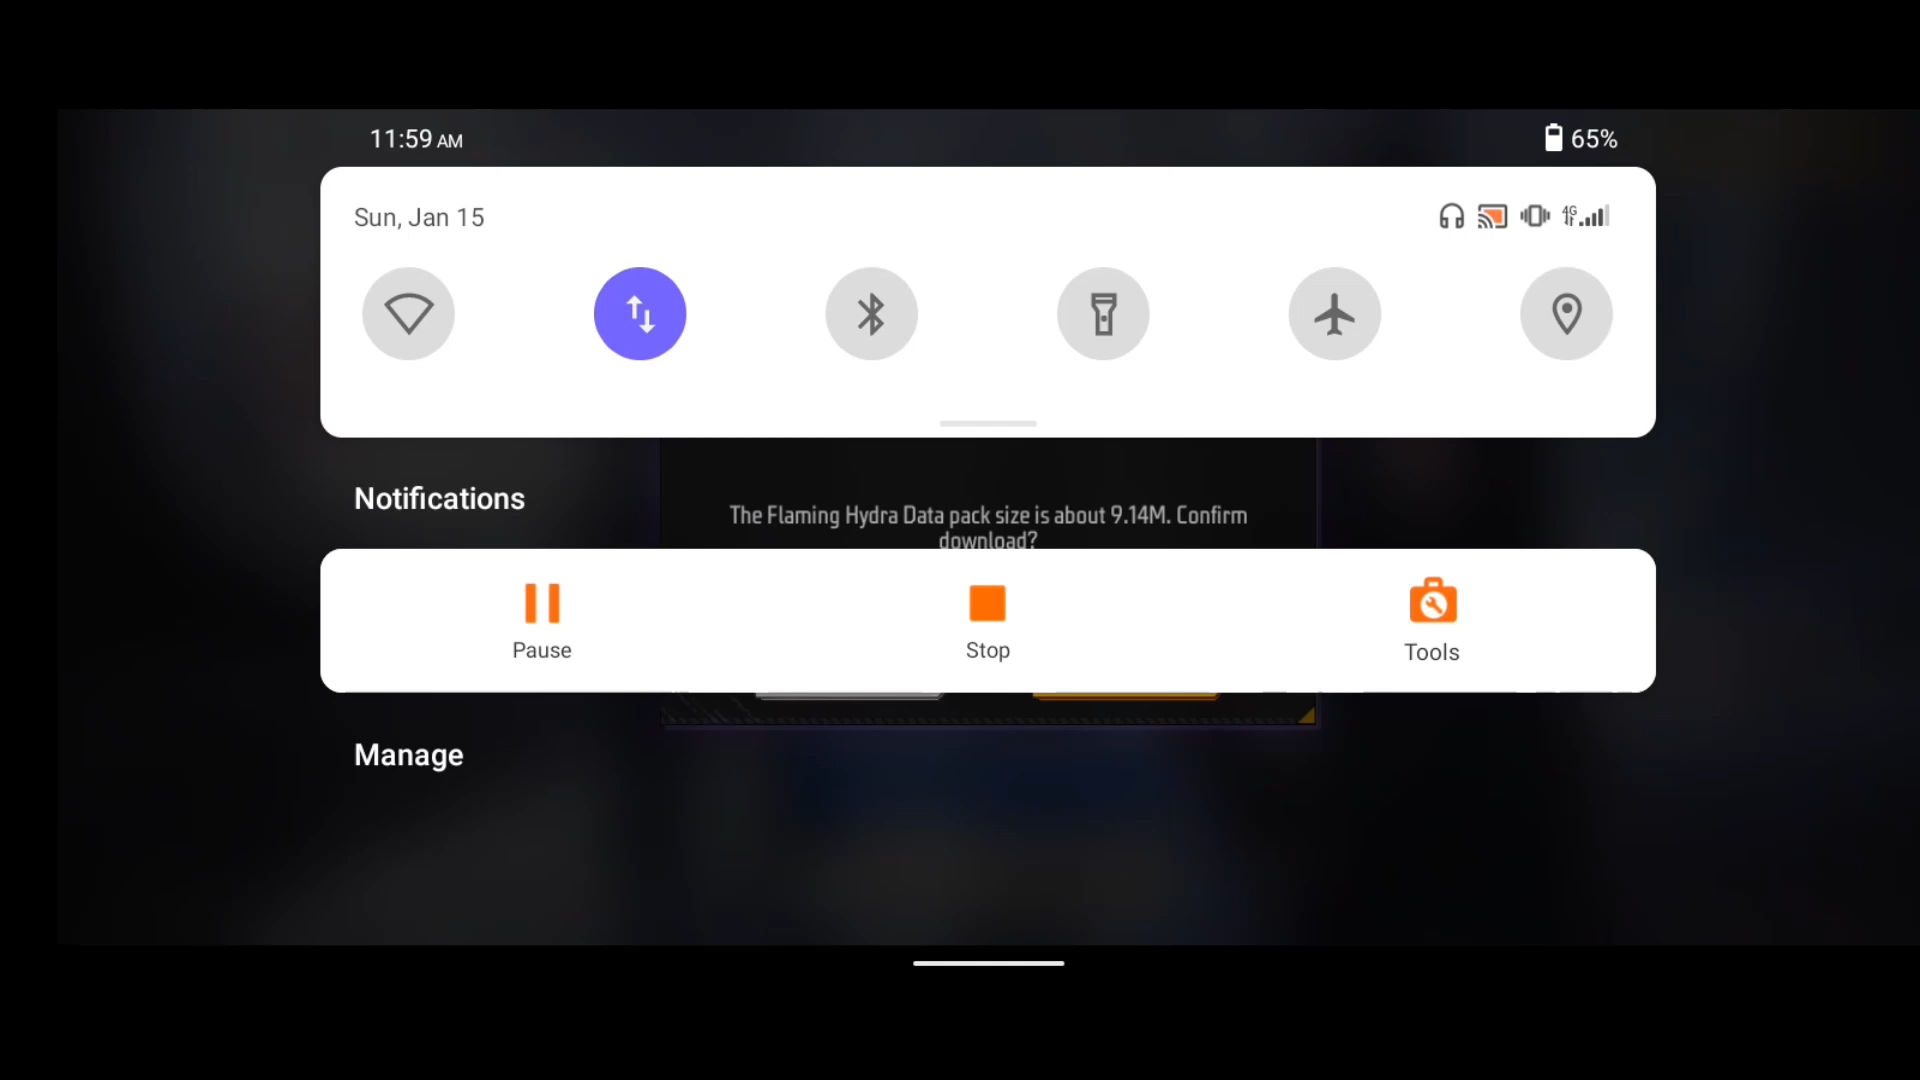 11:59 AM
65%
Sun, Jan 15
4G
Notifications
The Flaming Hydra Data pack size is about 9.14M. Confirm
download?
Pause
Stop
Tools
Manage